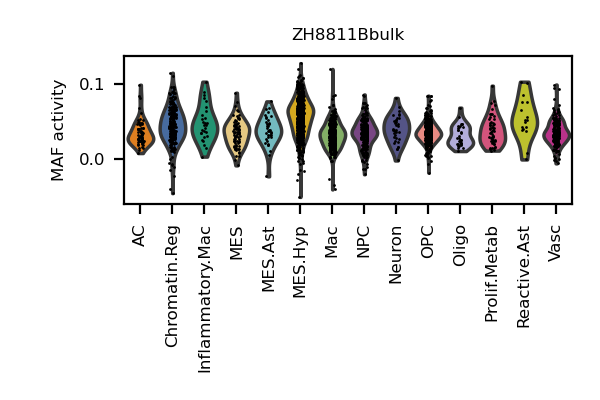 ZH8811Bbulk
MAF activity
0.1
0.0
AC
Chromatin.Reg
Inflammatory.Mac
MES
MES.Ast
MES.Hyp
Mac
NPC
Neuron
OPC
Oligo
Prolif.Metab
Reactive.Ast
Vasc